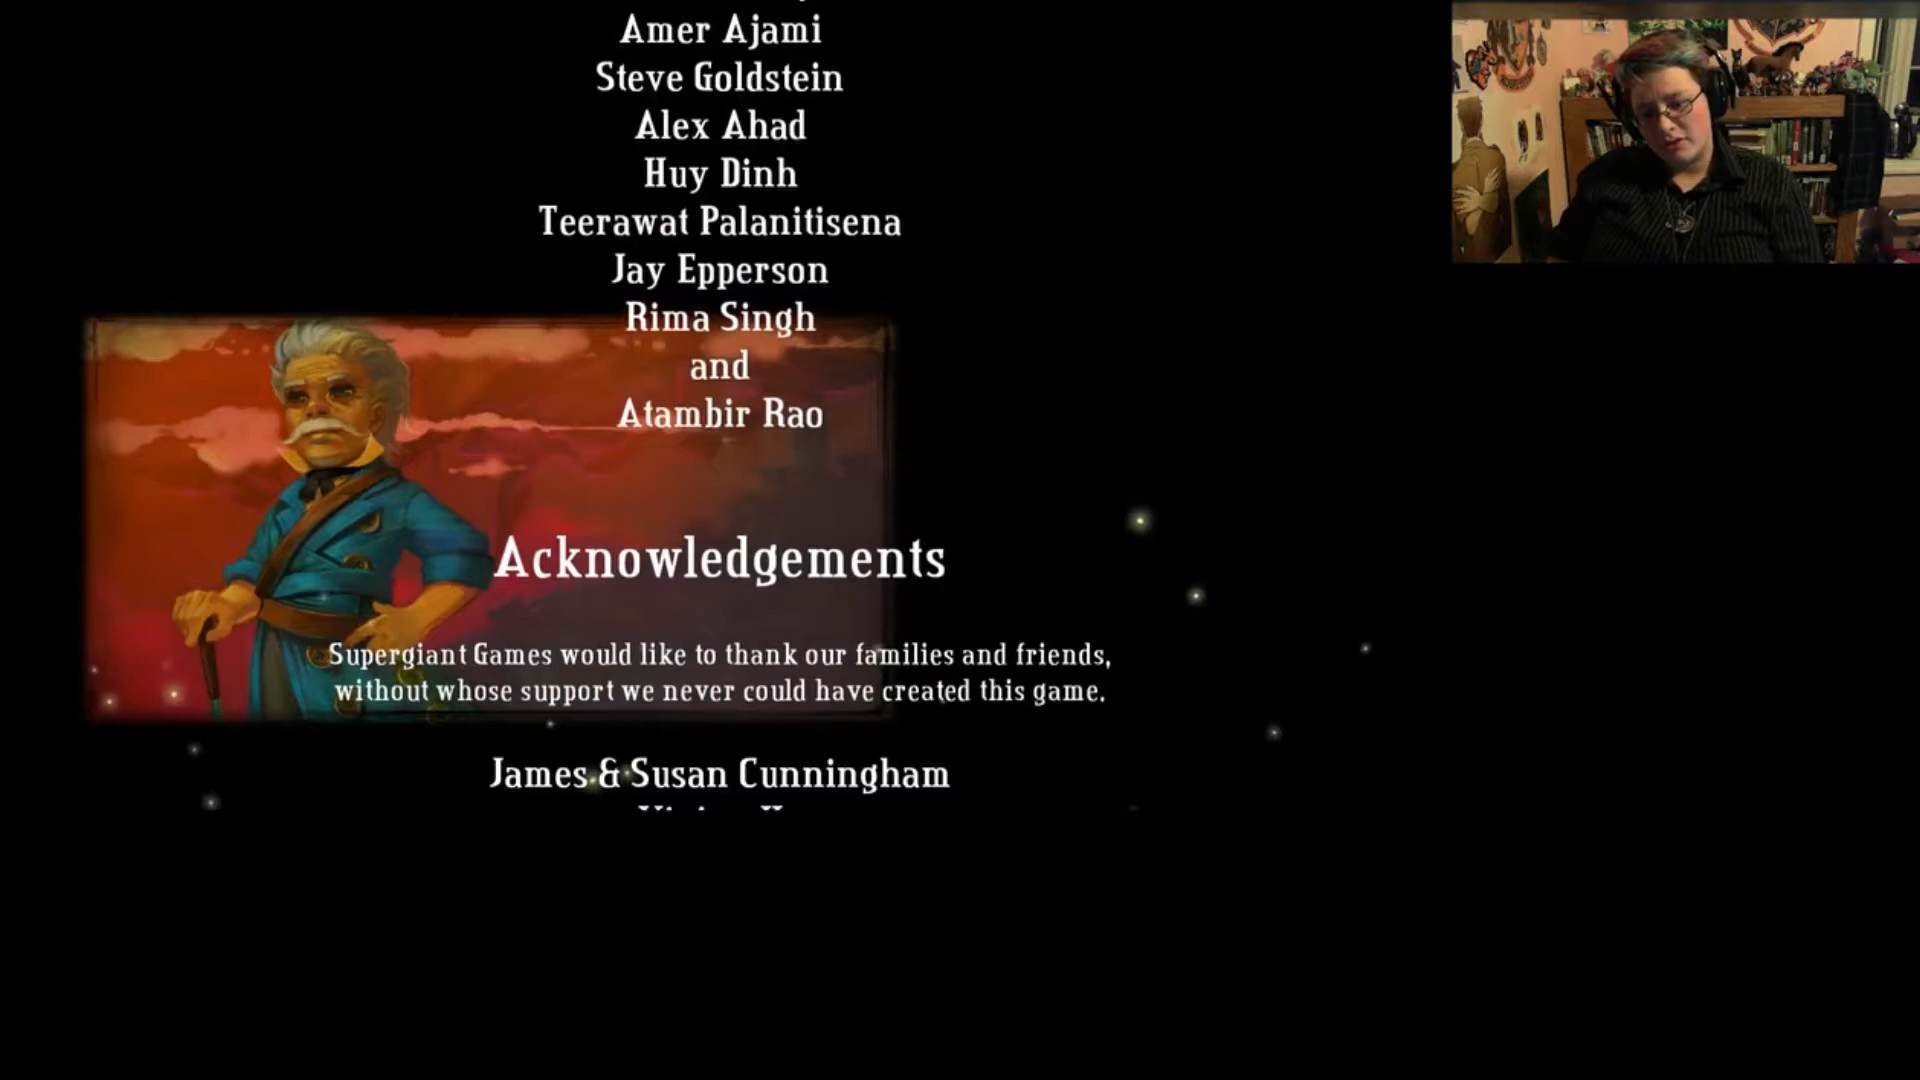 Amer Ajami
Steve Goldstein
Alex Ahad
Huy Dinh
Teerawat Palanitisena
Jay Epperson
Rima Singh
and
Atambir Rao
Acknowledgements
Supergiant Games would like to thank our families and friends,
without whose support we never could have created this game.
James & Susan Cunningham